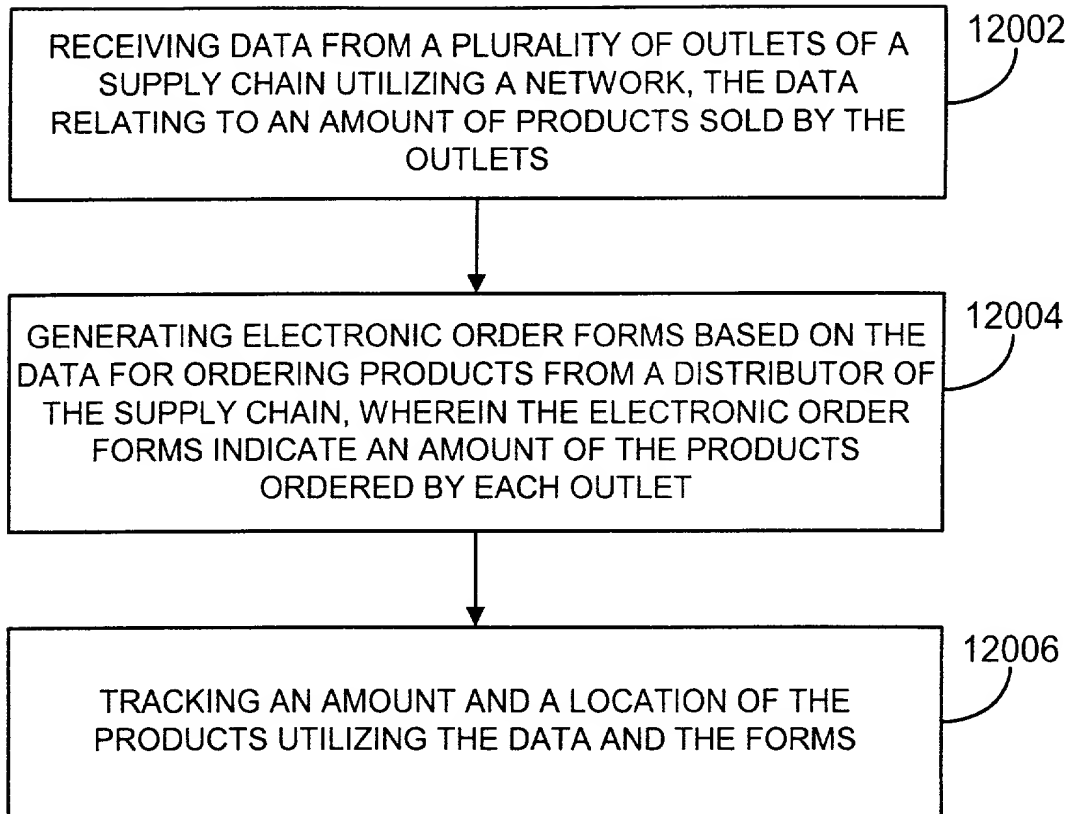 RECEIVING DATA FROM A PLURALITY OF OUTLETS OF A
SUPPLY CHAIN UTILIZING A NETWORK, THE DATA
RELATING TO AN AMOUNT OF PRODUCTS SOLD BY THE
OUTLETS
12002
GENERATING ELECTRONIC ORDER FORMS BASED ON THE
DATA FOR ORDERING PRODUCTS FROM A DISTRIBUTOR OF
THE SUPPLY CHAIN, WHEREIN THE ELECTRONIC ORDER
FORMS INDICATE AN AMOUNT OF THE PRODUCTS
ORDERED BY EACH OUTLET
12004
TRACKING AN AMOUNT AND A LOCATION OF THE
PRODUCTS UTILIZING THE DATA AND THE FORMS
12006